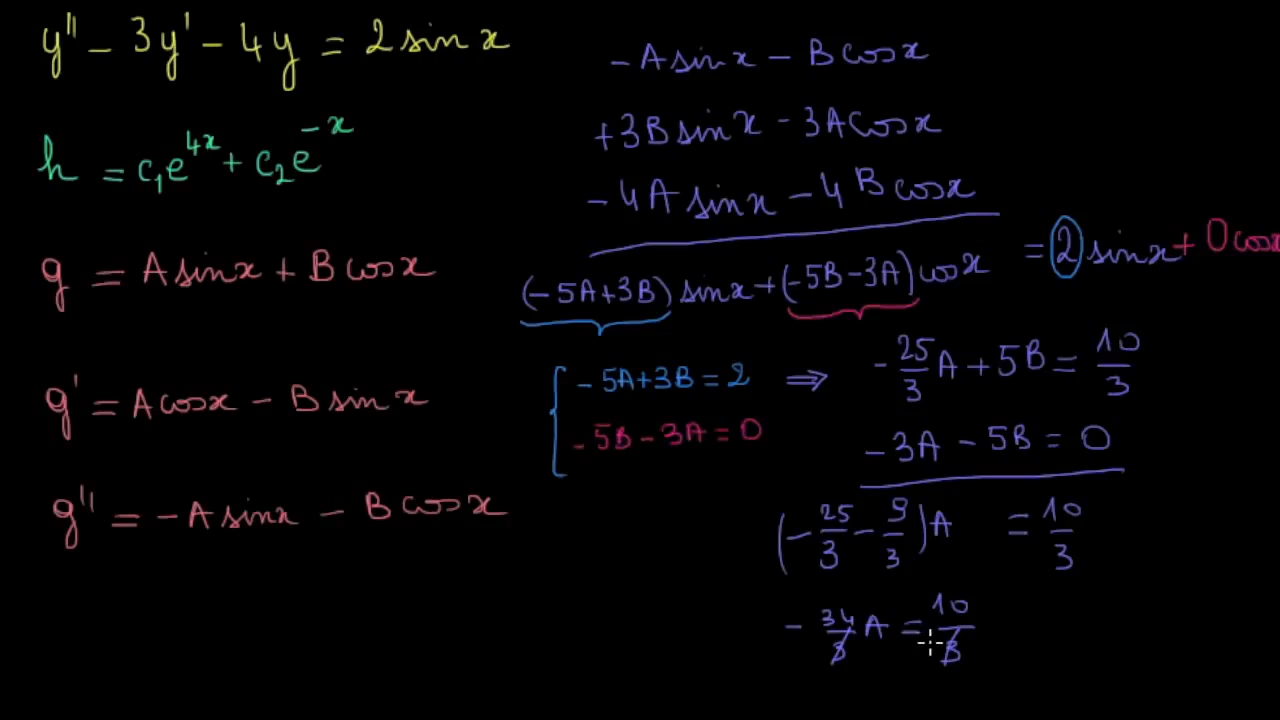 y'' - 3y' - 4y = 2 sin x
h = c₁e^{4x} + c₂e^{-x}
g = A sin x + B cos x
g' = A cos x - B sin x
g'' = -A sin x - B cos x
-A sin x - B cos x
+3B sin x - 3A cos x
-4A sin x - 4B cos x
(-5A+3B) sin x + (-5B-3A) cos x = 2 sin x + 0 cos x
-5A+3B = 2 ⇒ -25/3 A + 5B = 10/3
-5B - 3A = 0
-3A - 5B = 0
(-25/3 - 9/3)A = 10/3
-34/3 A = 10/3